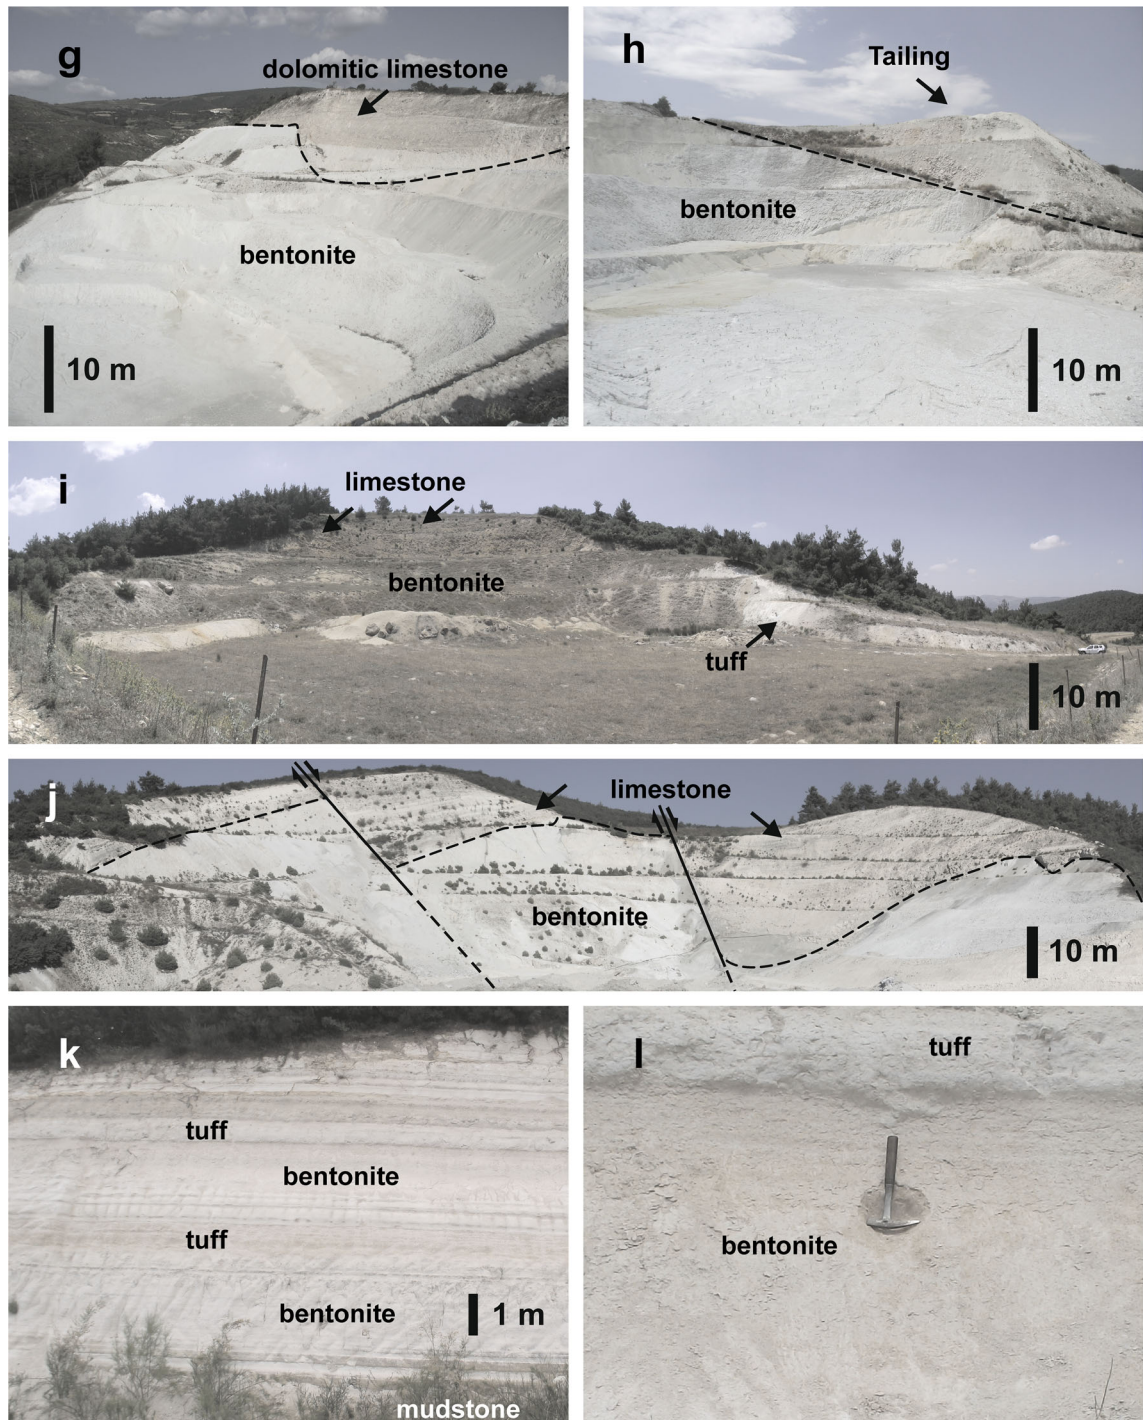 g
dolomitic limestone
bentonite
10 m
h
Tailing
bentonite
10 m
i
limestone
bentonite
tuff
10 m
j
limestone
bentonite
10 m
k
tuff
bentonite
tuff
bentonite
1 m
mudstone
l
tuff
bentonite